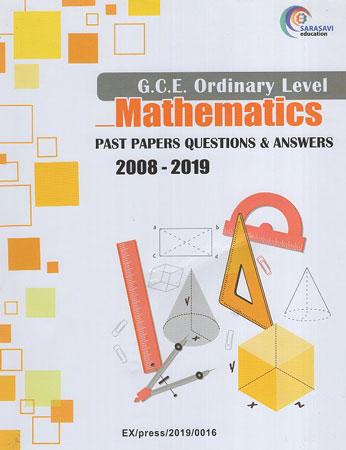 SARASAVI
education
G.C.E. Ordinary Level
Mathematics
PAST PAPERS QUESTIONS & ANSWERS
2008 - 2019
a
b
c
d
y
x
y
x
z
EX/press/2019/0016